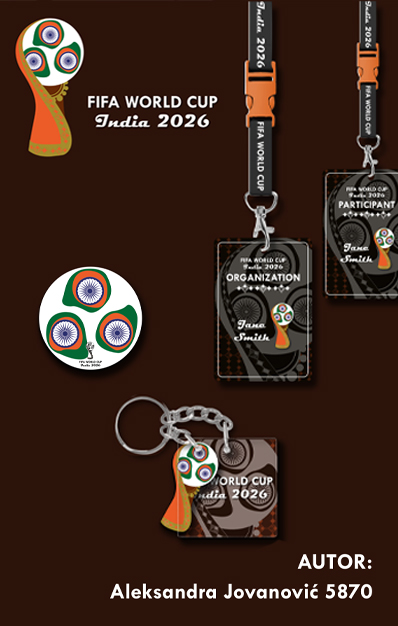 FIFA WORLD CUP
India 2026
India 2026
FIFA WORLD CUP
India 2026
FIFA WORLD CUP
FIFA WORLD CUP
India 2026
PARTICIPANT
Jane
Smith
FIFA WORLD CUP
India 2026
ORGANIZATION
Jane
Smith
FIFA WORLD CUP
India 2026
WORLD CUP
India 2026
AUTOR:
Aleksandra Jovanović 5870